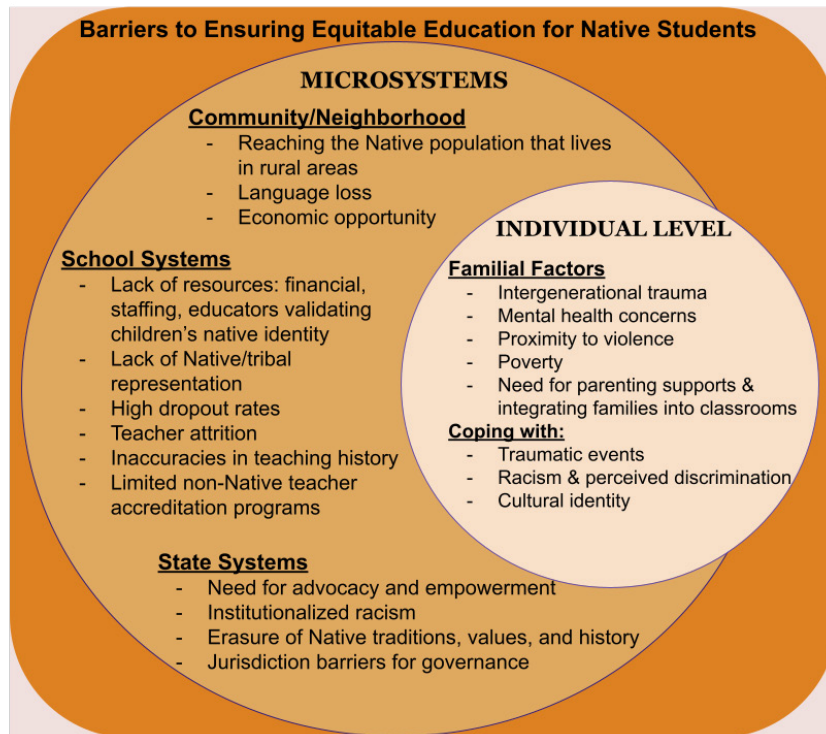 Barriers to Ensuring Equitable Education for Native Students
MICROSYSTEMS
Community/Neighborhood
- Reaching the Native population that lives
in rural areas
- Language loss
- Economic opportunity
School Systems
- Lack of resources: financial,
staffing, educators validating
children's native identity
- Lack of Native/tribal
representation
- High dropout rates
- Teacher attrition
- Inaccuracies in teaching history
- Limited non-Native teacher
accreditation programs
State Systems
- Need for advocacy and empowerment
- Institutionalized racism
- Erasure of Native traditions, values, and history
- Jurisdiction barriers for governance
INDIVIDUAL LEVEL
Familial Factors
- Intergenerational trauma
- Mental health concerns
- Proximity to violence
- Poverty
- Need for parenting supports &
integrating families into classrooms
Coping with:
- Traumatic events
- Racism & perceived discrimination
- Cultural identity